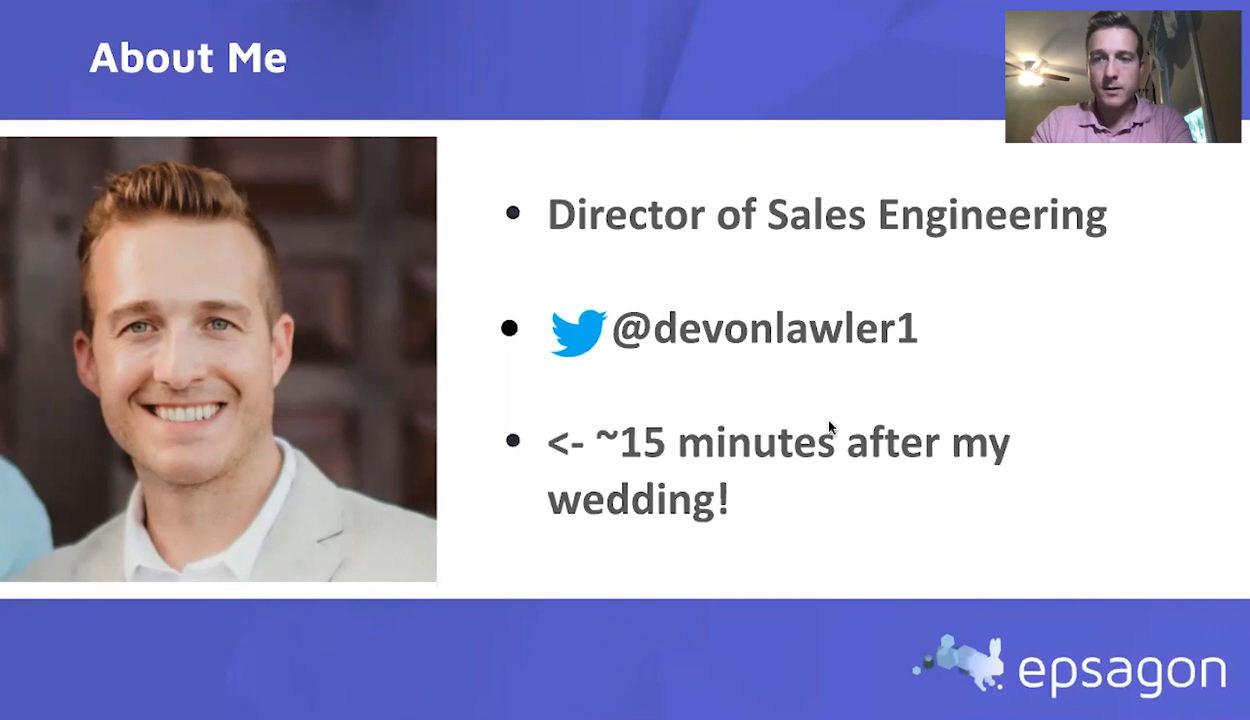 About Me
Director of Sales Engineering
@devonlawler1
<- ~15 minutes after my
wedding!
epsagon